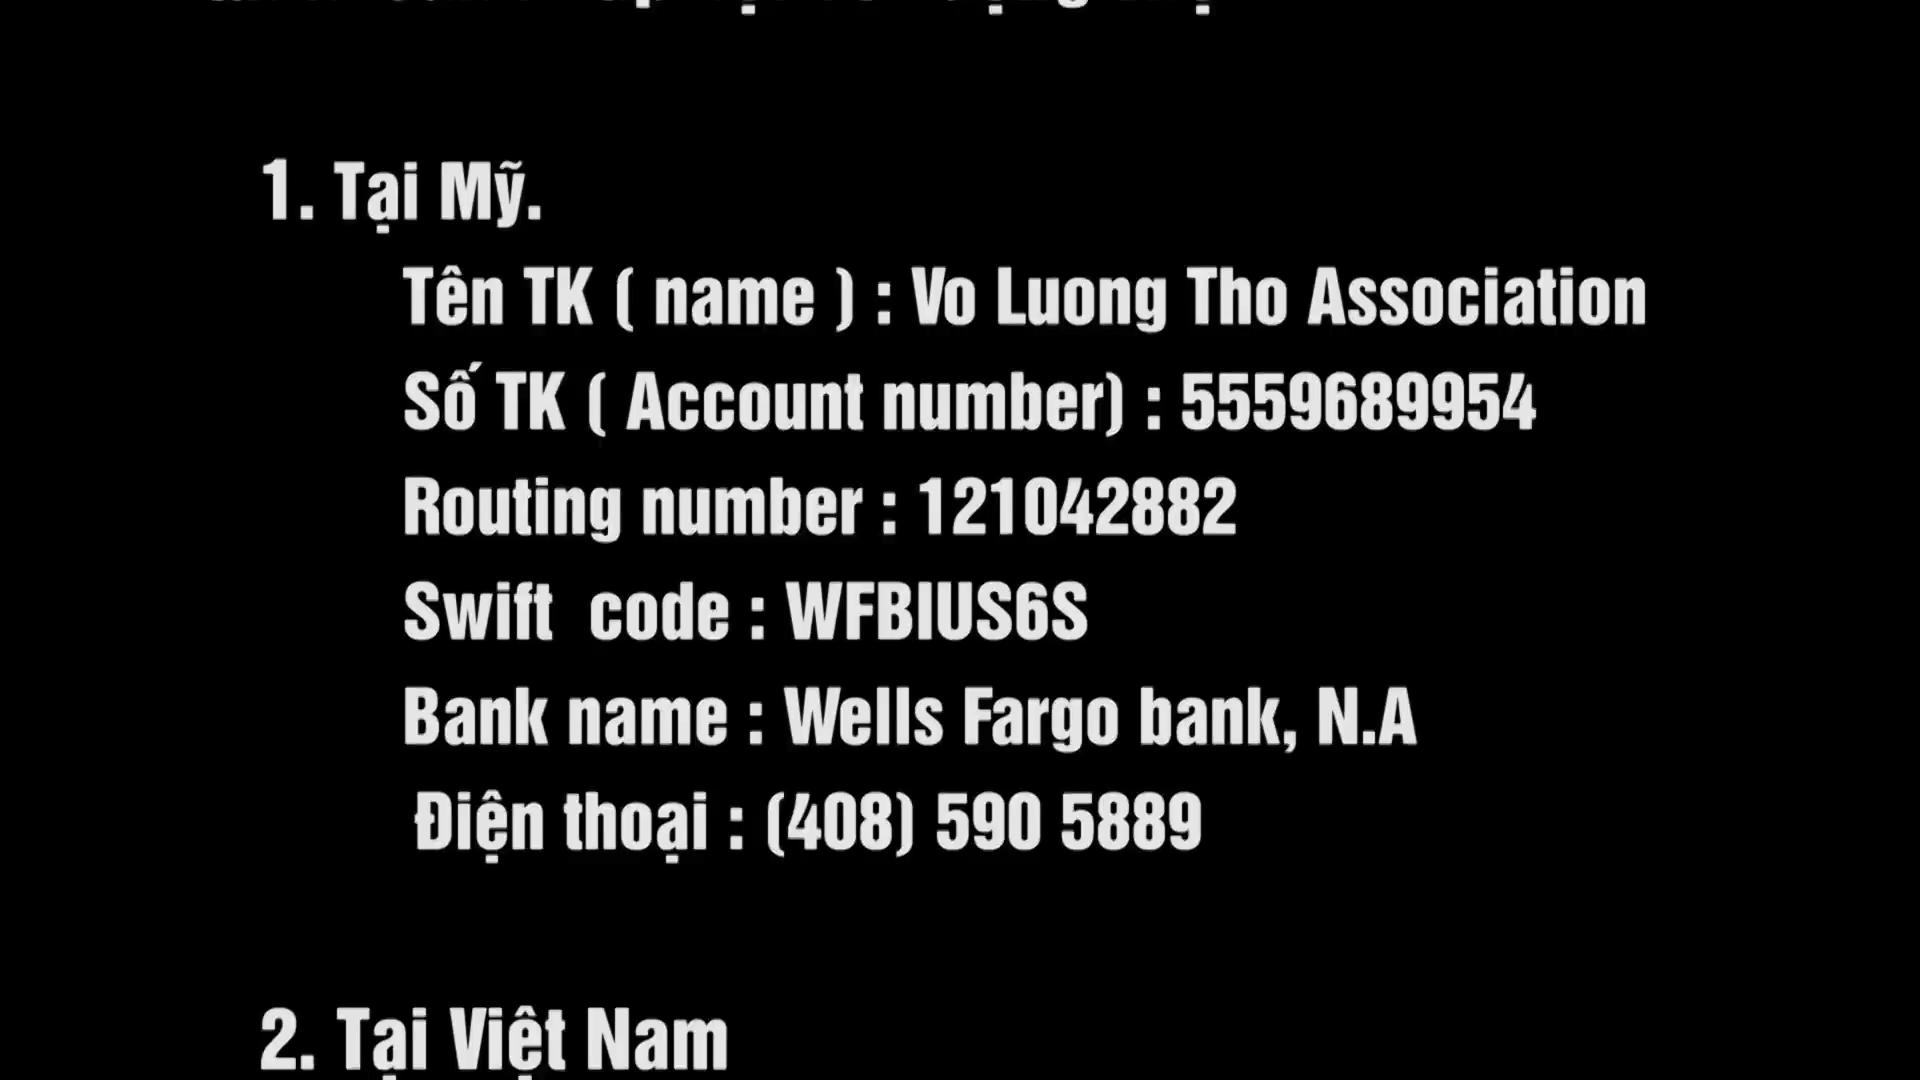 1. Tại Mỹ.
Tên TK ( name ) : Vo Luong Tho Association
Số TK ( Account number) : 5559689954
Routing number : 121042882
Swift code : WFBIUS6S
Bank name : Wells Fargo bank, N.A
Điện thoại : (408) 590 5889
2. Tại Việt Nam